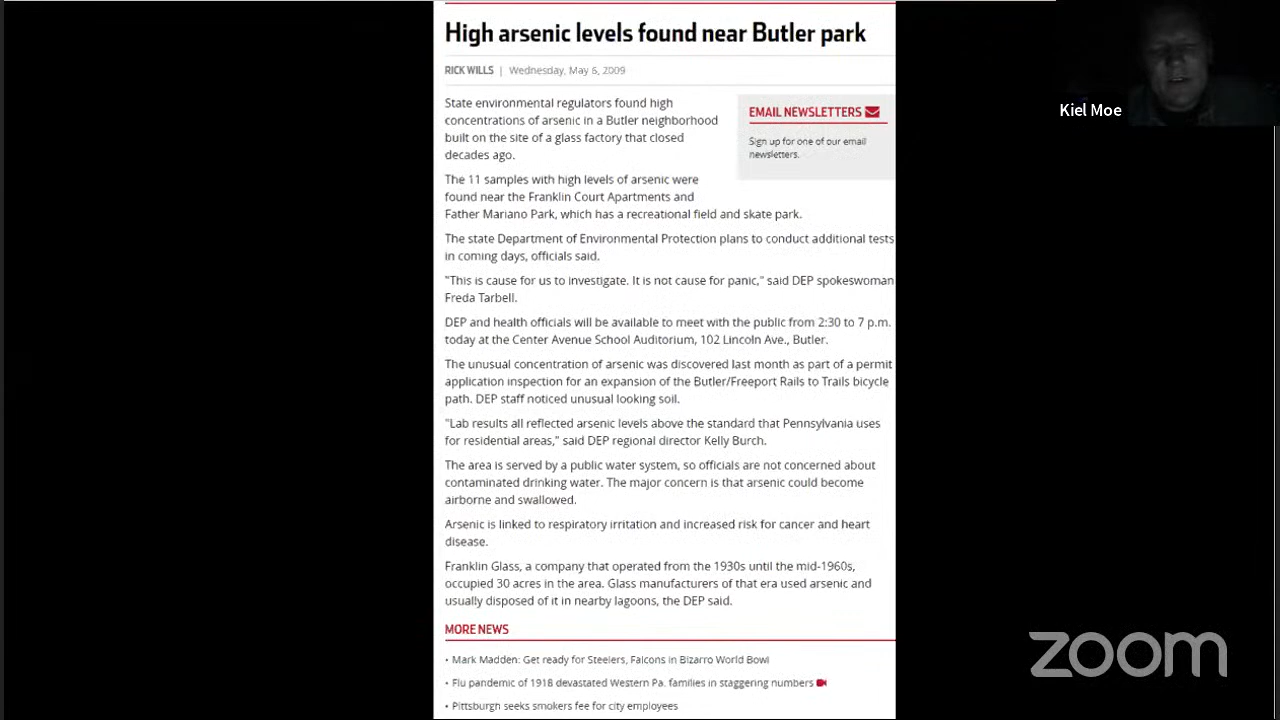 High arsenic levels found near Butler park
RICK WILLS | Wednesday, May 6, 2009
State environmental regulators found high
concentrations of arsenic in a Butler neighborhood
built on the site of a glass factory that closed
decades ago.
EMAIL NEWSLETTERS
Sign up for one of our email
newsletters.
The 11 samples with high levels of arsenic were
found near the Franklin Court Apartments and
Father Mariano Park, which has a recreational field and skate park.
The state Department of Environmental Protection plans to conduct additional tests
in coming days, officials said.
"This is cause for us to investigate. It is not cause for panic," said DEP spokeswoman
Freda Tarbell.
DEP and health officials will be available to meet with the public from 2:30 to 7 p.m.
today at the Center Avenue School Auditorium, 102 Lincoln Ave., Butler.
The unusual concentration of arsenic was discovered last month as part of a permit
application inspection for an expansion of the Butler/Freeport Rails to Trails bicycle
path. DEP staff noticed unusual looking soil.
"Lab results all reflected arsenic levels above the standard that Pennsylvania uses
for residential areas," said DEP regional director Kelly Burch.
The area is served by a public water system, so officials are not concerned about
contaminated drinking water. The major concern is that arsenic could become
airborne and swallowed.
Arsenic is linked to respiratory irritation and increased risk for cancer and heart
disease.
Franklin Glass, a company that operated from the 1930s until the mid-1960s,
occupied 30 acres in the area. Glass manufacturers of that era used arsenic and
usually disposed of it in nearby lagoons, the DEP said.
MORE NEWS
• Mark Madden: Get ready for Steelers, Falcons in Bizarro World Bowl
• Flu pandemic of 1918 devastated Western Pa. families in staggering numbers
• Pittsburgh seeks smokers fee for city employees
Kiel Moe
zoom